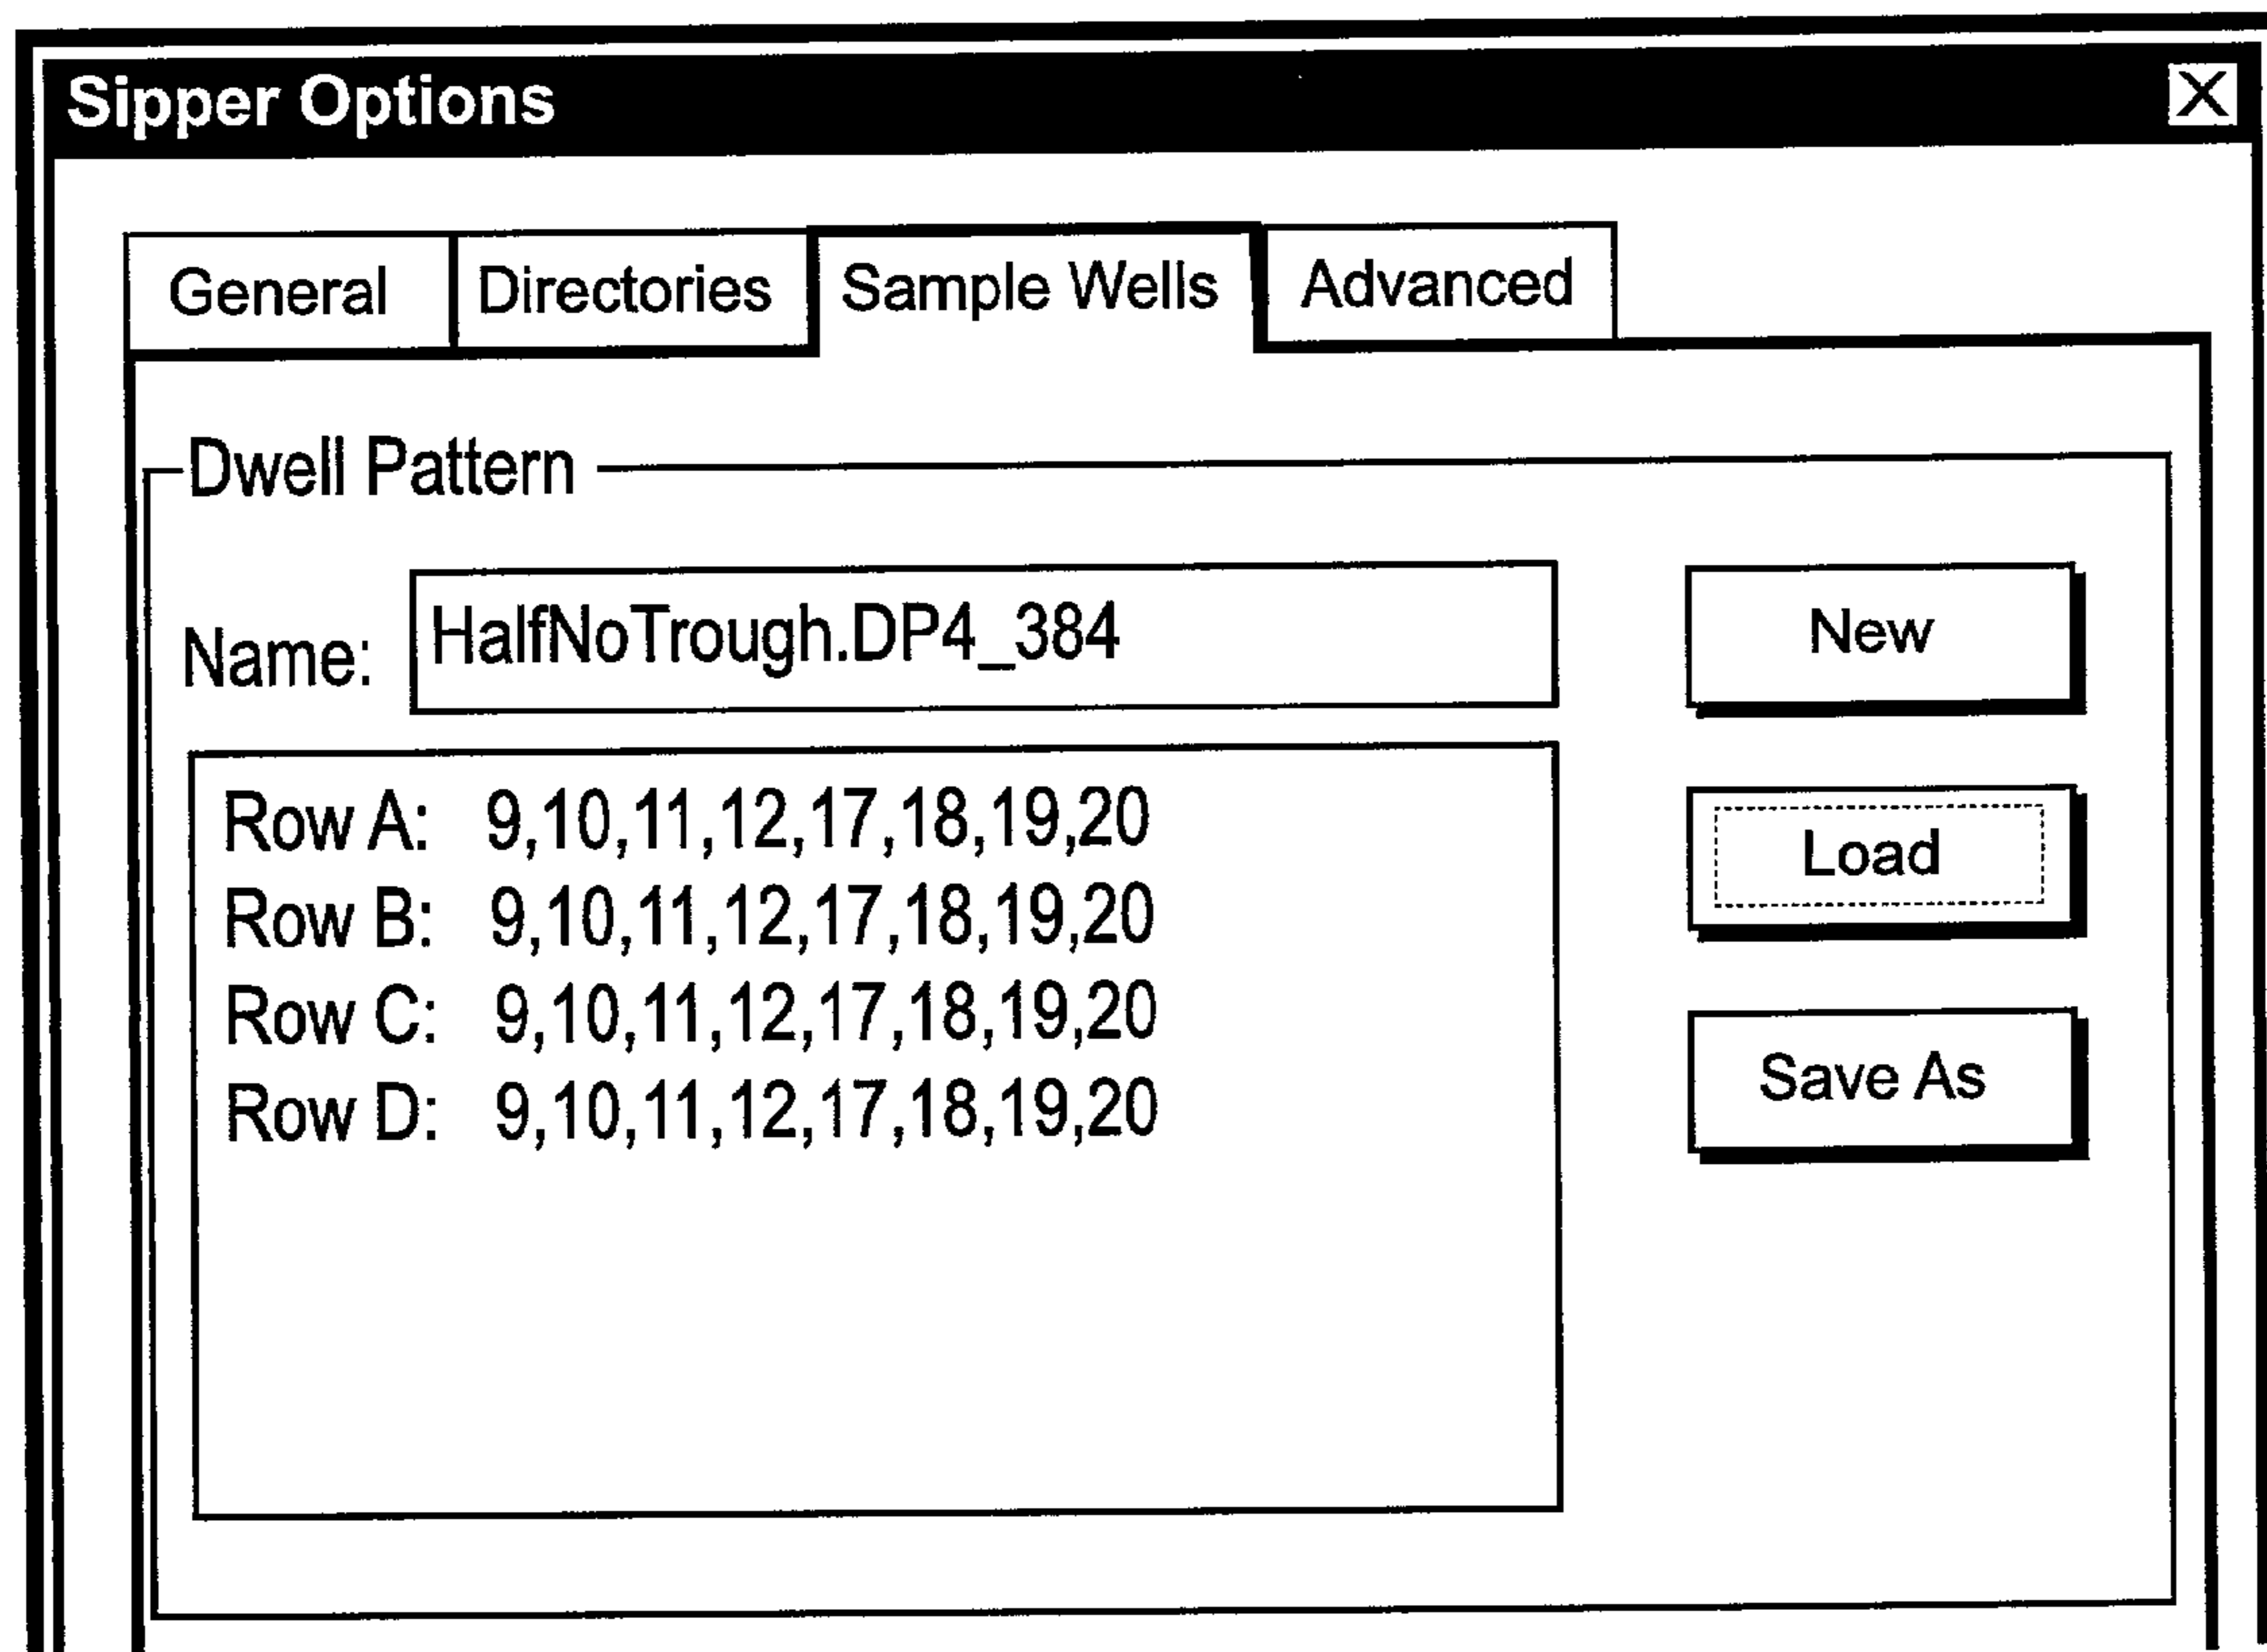 Sipper Options
General Directories Sample Wells Advanced
Dwell Pattern
Name: HalfNoTrough.DP4_384 New
Row A: 9,10,11,12,17,18,19,20
Row B: 9,10,11,12,17,18,19,20
Row C: 9,10,11,12,17,18,19,20
Row D: 9,10,11,12,17,18,19,20
Load
Save As